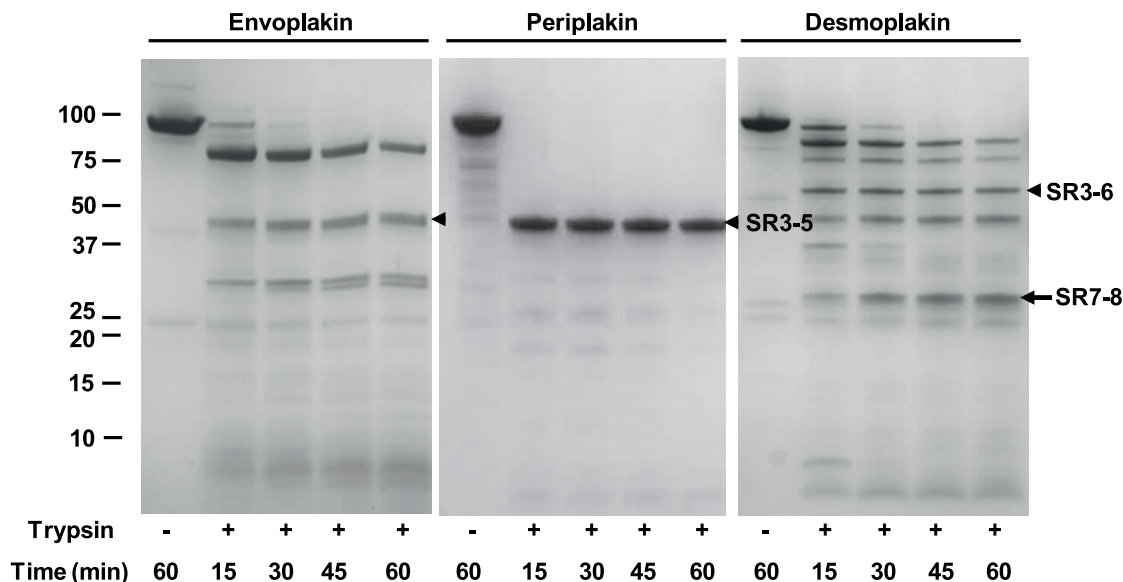 Envoplakin Periplakin Desmoplakin
100
75
50
37
25
20
15
10
SR3-6
SR3-5
SR7-8
Trypsin - + + + + - + + + + - + + + +
Time (min) 60 15 30 45 60 60 15 30 45 60 60 15 30 45 60